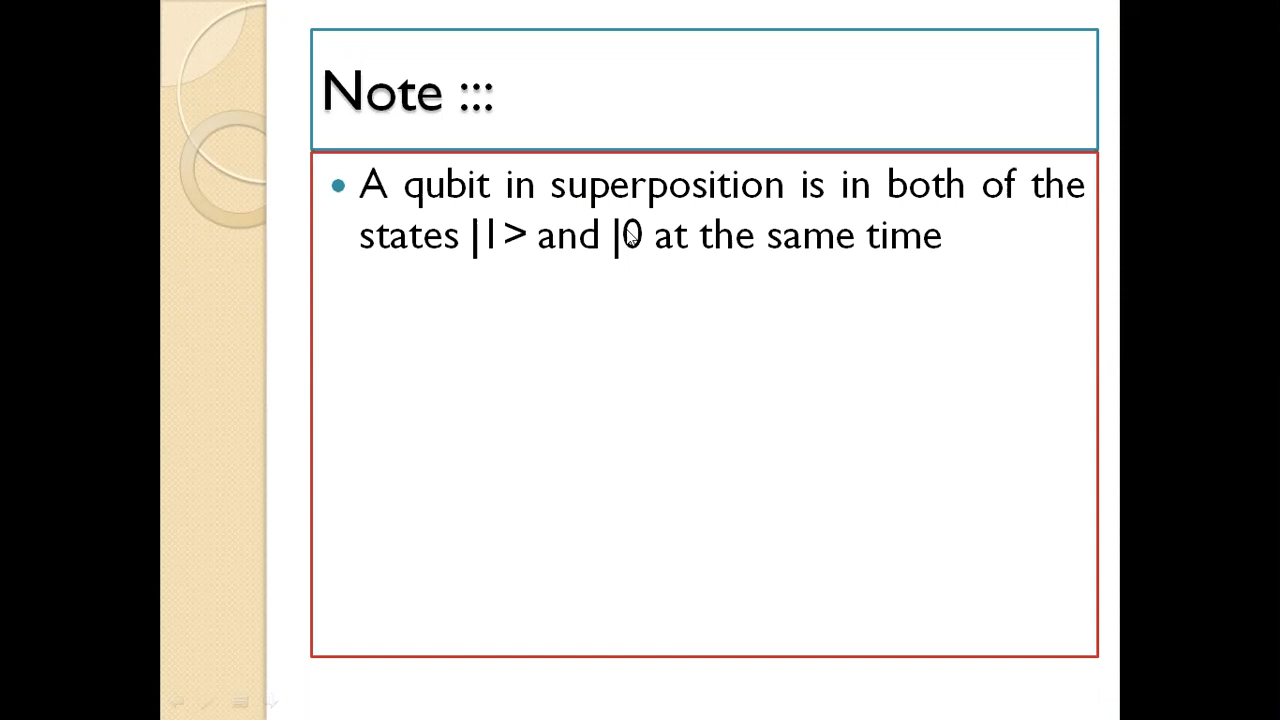 Note :::
A qubit in superposition is in both of the
states |1> and |0 at the same time